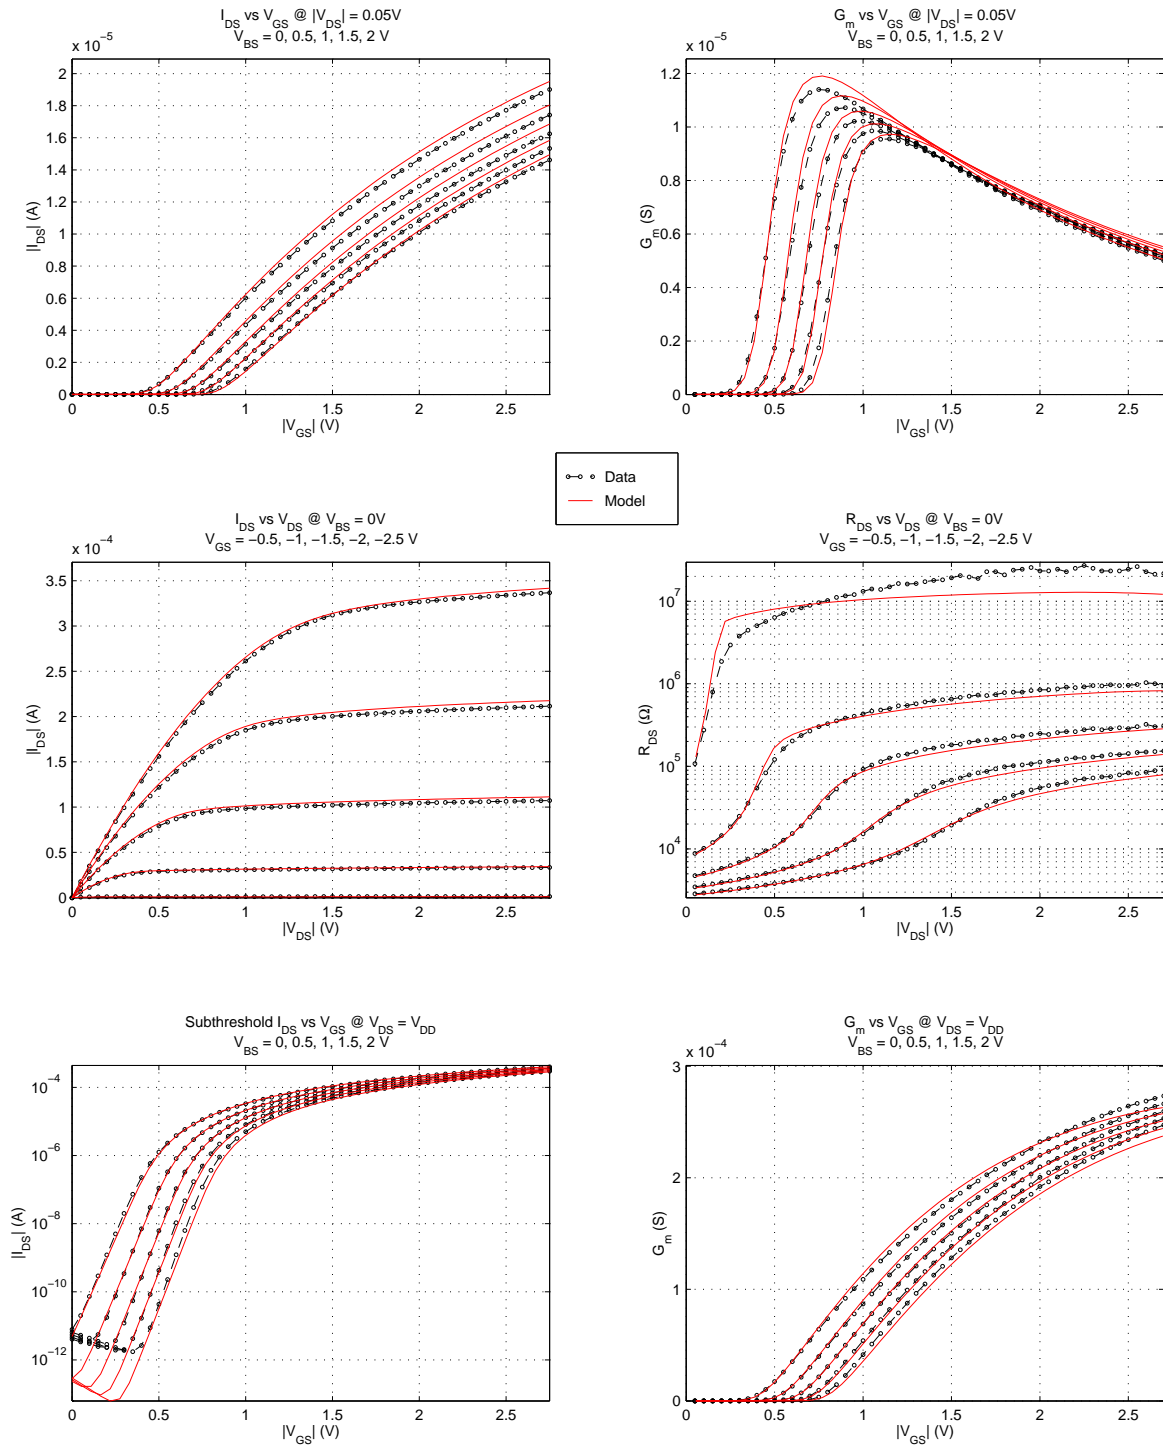 I_DS vs V_GS @ |V_DS| = 0.05V
V_BS = 0, 0.5, 1, 1.5, 2 V
x 10^−5
2
1.8
1.6
1.4
1.2
1
0.8
0.6
0.4
0.2
0
|I_DS| (A)
0 0.5 1 1.5 2 2.5
|V_GS| (V)
G_m vs V_GS @ |V_DS| = 0.05V
V_BS = 0, 0.5, 1, 1.5, 2 V
x 10^−5
1.2
1
0.8
0.6
0.4
0.2
0
G_m (S)
0 0.5 1 1.5 2 2.5
|V_GS| (V)
Data
Model
I_DS vs V_DS @ V_BS = 0V
V_GS = −0.5, −1, −1.5, −2, −2.5 V
x 10^−4
3.5
3
2.5
2
1.5
1
0.5
0
|I_DS| (A)
0 0.5 1 1.5 2 2.5
|V_DS| (V)
R_DS vs V_DS @ V_BS = 0V
V_GS = −0.5, −1, −1.5, −2, −2.5 V
10^7
10^6
10^5
10^4
R_DS (Ω)
0 0.5 1 1.5 2 2.5
|V_DS| (V)
Subthreshold I_DS vs V_GS @ V_DS = V_DD
V_BS = 0, 0.5, 1, 1.5, 2 V
10^−4
10^−6
10^−8
10^−10
10^−12
|I_DS| (A)
0 0.5 1 1.5 2 2.5
|V_GS| (V)
G_m vs V_GS @ V_DS = V_DD
V_BS = 0, 0.5, 1, 1.5, 2 V
x 10^−4
3
2
1
0
G_m (S)
0 0.5 1 1.5 2 2.5
|V_GS| (V)